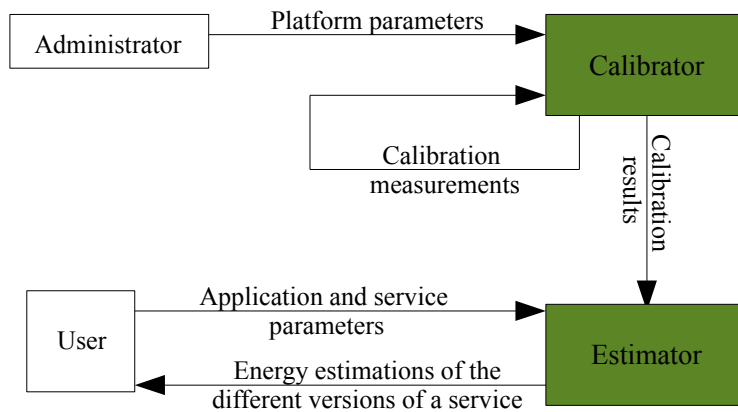 Platform parameters
Administrator
Calibrator
Calibration
measurements
Calibration
results
Application and service
parameters
User
Estimator
Energy estimations of the
different versions of a service